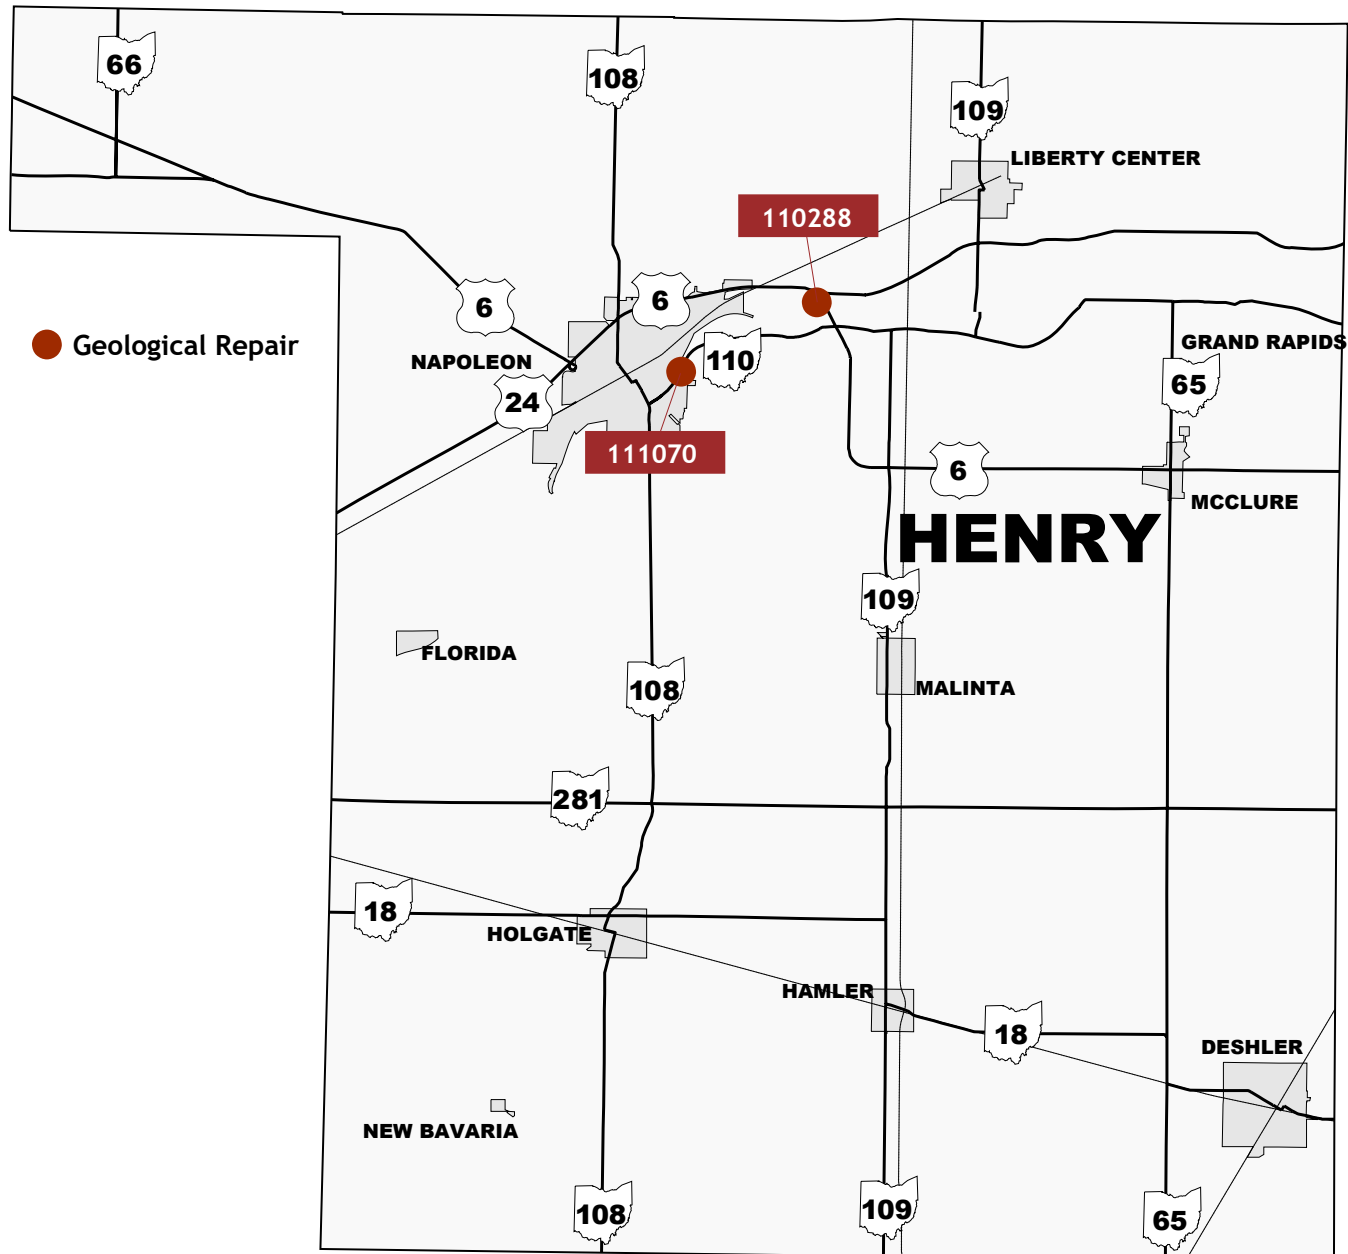 66
108
109
LIBERTY CENTER
110288
6
6
Geological Repair
NAPOLEON
110
GRAND RAPIDS
65
24
111070
6
MCCLURE
HENRY
109
FLORIDA
108
MALINTA
281
18
HOLGATE
HAMLER
18
DESHLER
NEW BAVARIA
108
109
65